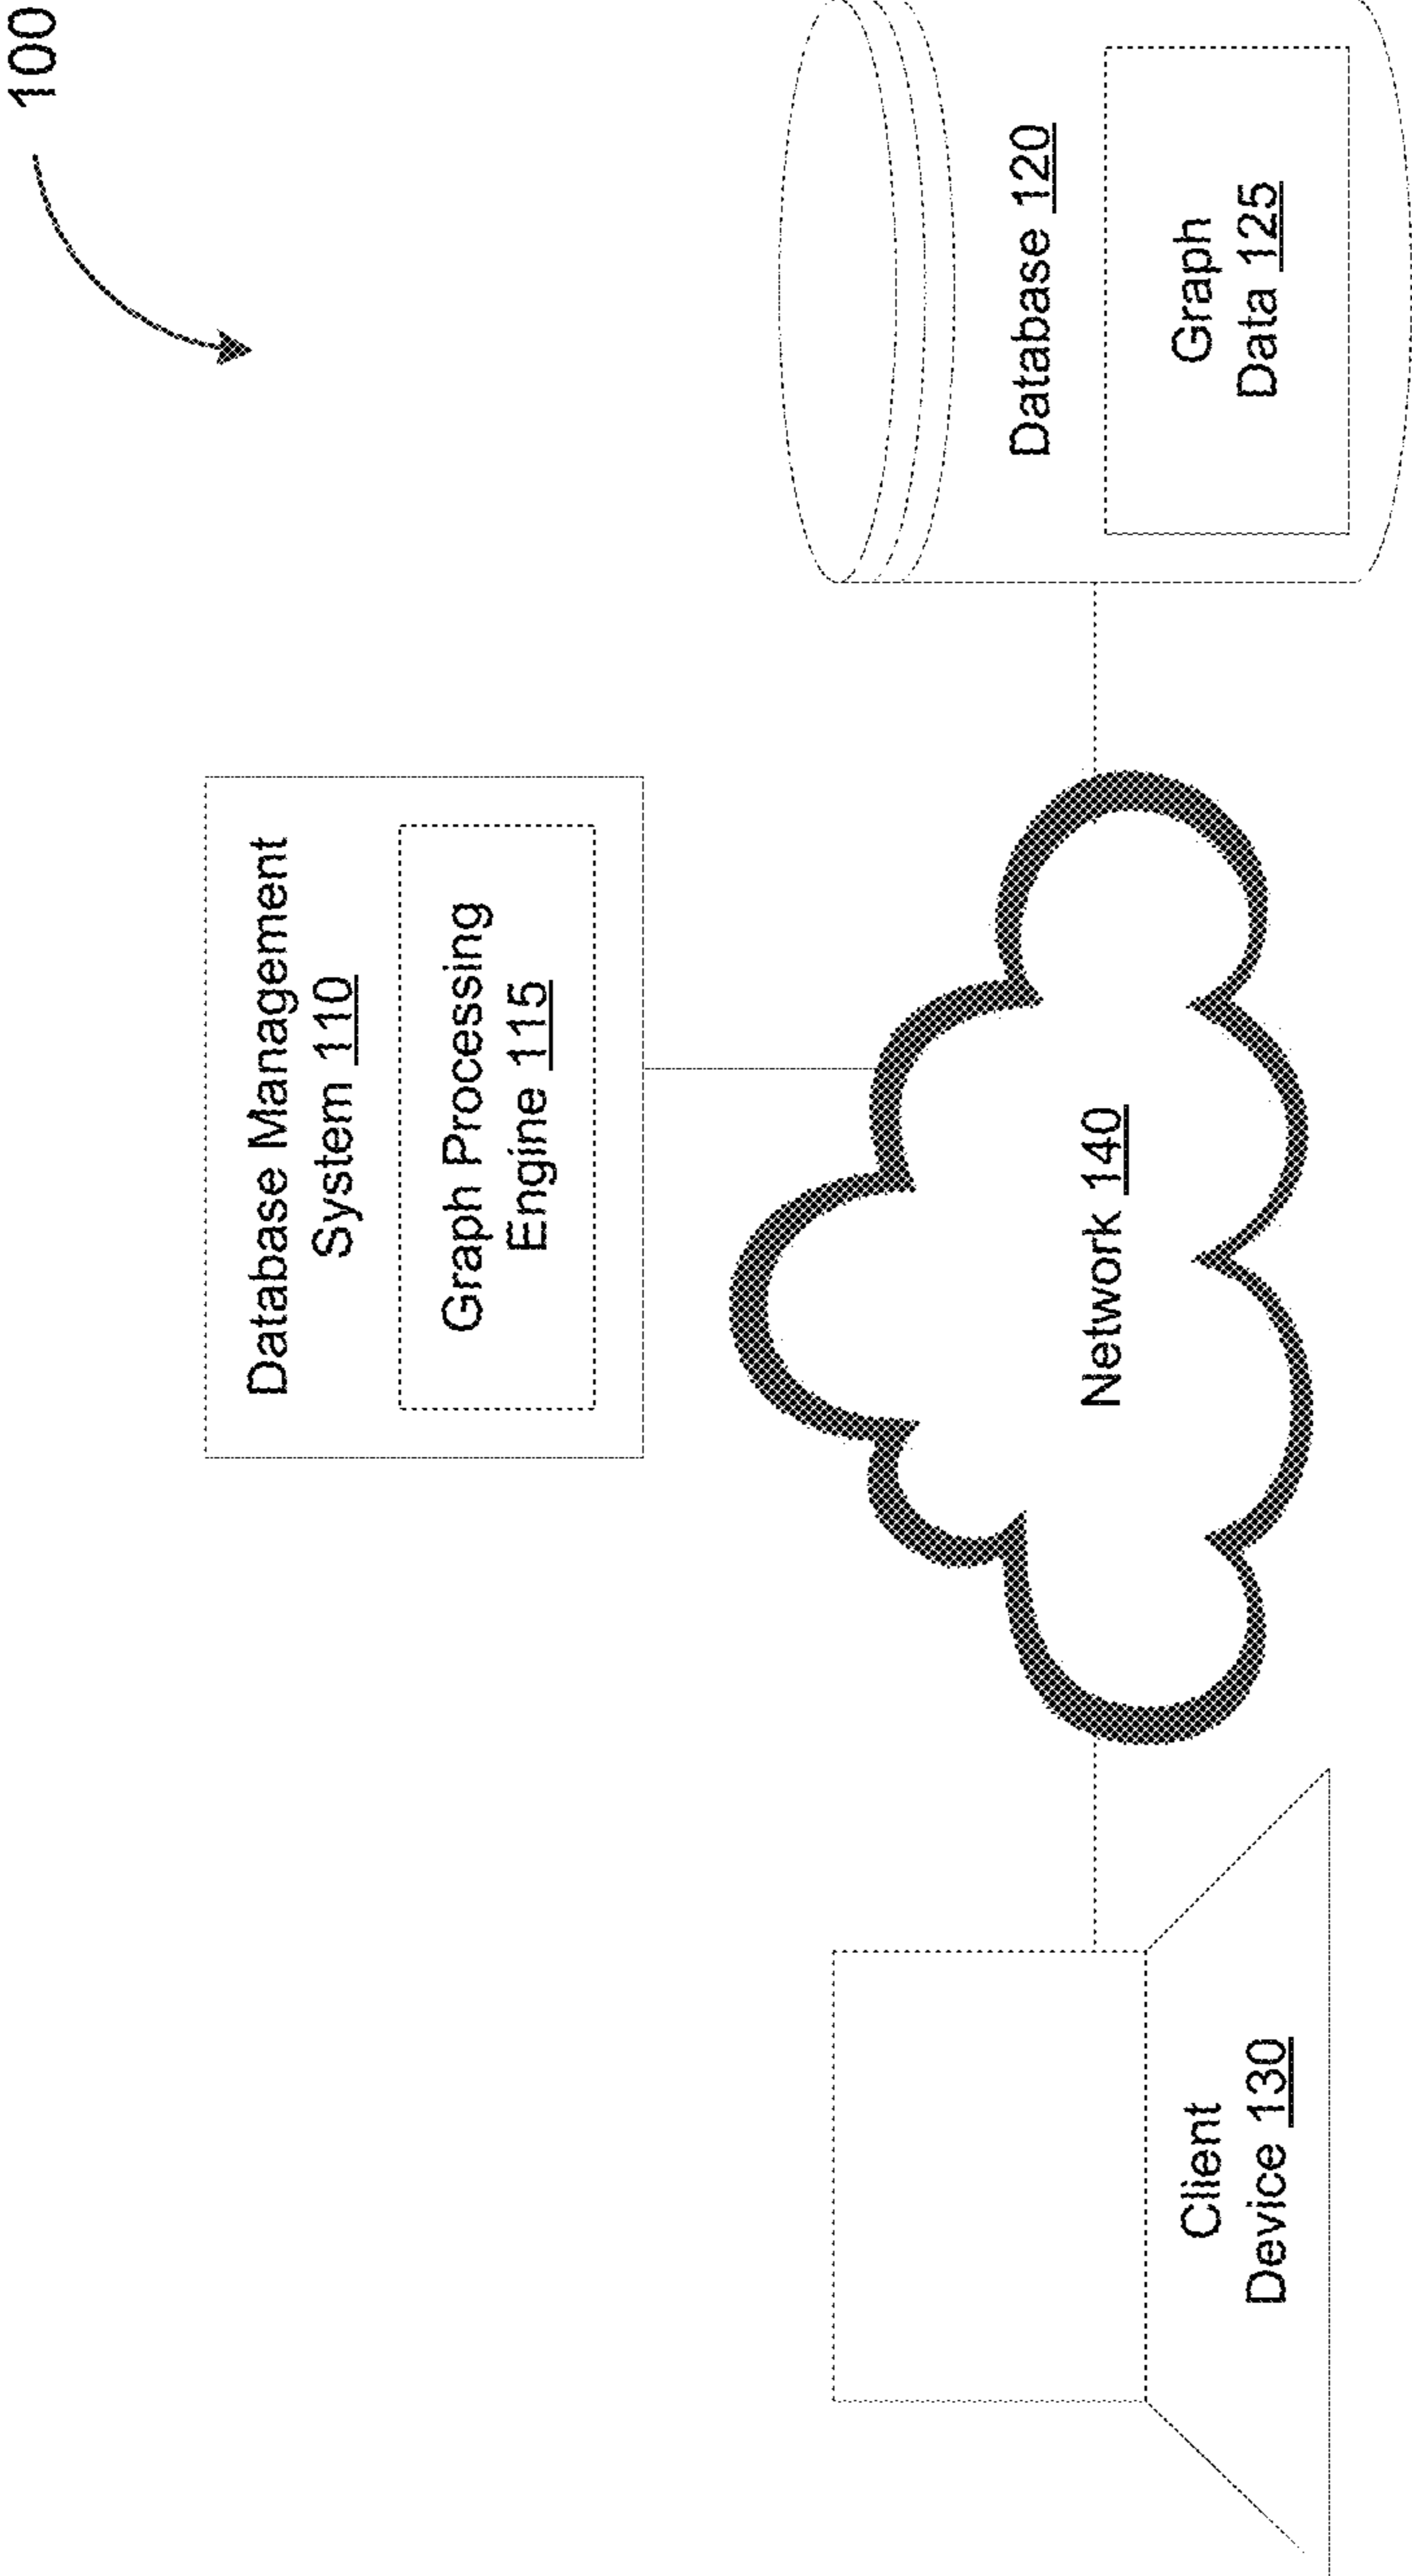 100
Database Management
System 110
Graph Processing
Engine 115
Database 120
Graph
Data 125
Network 140
Client
Device 130